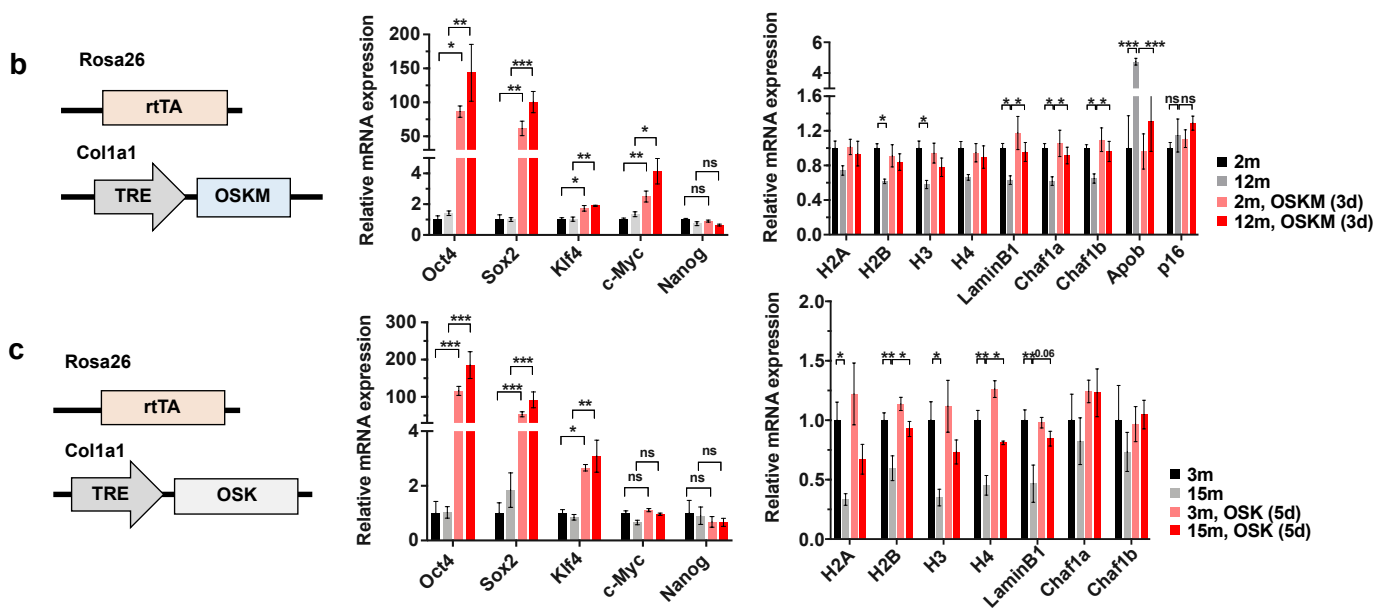 b
Rosa26
rtTA
Col1a1
TRE
OSKM
Relative mRNA expression
200
150
100
50
4
2
0
*
**
**
***
*
**
**
*
ns
ns
Oct4
Sox2
Klf4
c-Myc
Nanog
Relative mRNA expression
6
4
1.6
1.2
0.8
0.4
0.0
*
*
* *
* *
* *
*** ***
ns ns
H2A
H2B
H3
H4
LaminB1
Chaf1a
Chaf1b
Apob
p16
2m
12m
2m, OSKM (3d)
12m, OSKM (3d)
c
Rosa26
rtTA
Col1a1
TRE
OSK
Relative mRNA expression
300
200
100
4
2
0
***
***
***
***
*
**
ns
ns
ns
ns
Oct4
Sox2
Klf4
c-Myc
Nanog
Relative mRNA expression
2.0
1.5
1.0
0.5
0.0
*
** *
*
** *
** 0.06
H2A
H2B
H3
H4
LaminB1
Chaf1a
Chaf1b
3m
15m
3m, OSK (5d)
15m, OSK (5d)